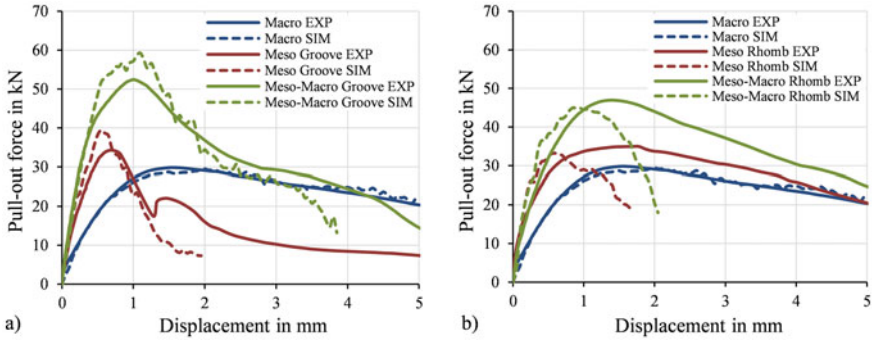 70
60
50
40
30
20
10
0
Pull-out force in kN
Macro EXP
Macro SIM
Meso Groove EXP
Meso Groove SIM
Meso-Macro Groove EXP
Meso-Macro Groove SIM
0 1 2 3 4 5
Displacement in mm
a)
70
60
50
40
30
20
10
0
Pull-out force in kN
Macro EXP
Macro SIM
Meso Rhomb EXP
Meso Rhomb SIM
Meso-Macro Rhomb EXP
Meso-Macro Rhomb SIM
0 1 2 3 4 5
Displacement in mm
b)